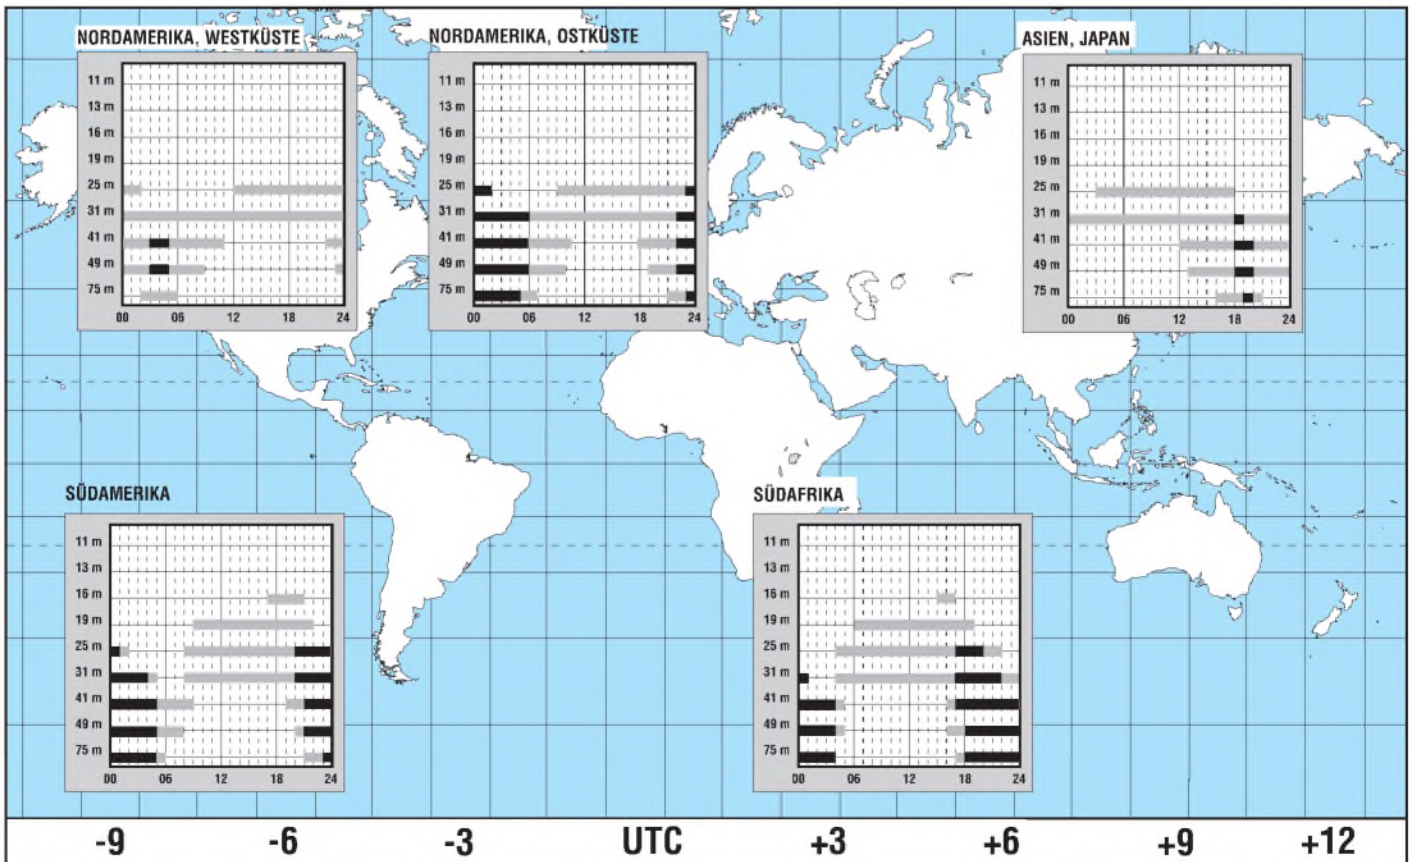 NORDAMERIKA, WESTKÜSTE
11 m
13 m
16 m
19 m
25 m
31 m
41 m
49 m
75 m
00 06 12 18 24
NORDAMERIKA, OSTKÜSTE
11 m
13 m
16 m
19 m
25 m
31 m
41 m
49 m
75 m
00 06 12 18 24
ASIEN, JAPAN
11 m
13 m
16 m
19 m
25 m
31 m
41 m
49 m
75 m
00 06 12 18 24
SÜDAMERIKA
11 m
13 m
16 m
19 m
25 m
31 m
41 m
49 m
75 m
00 06 12 18 24
SÜDAFRIKA
11 m
13 m
16 m
19 m
25 m
31 m
41 m
49 m
75 m
00 06 12 18 24
-9 -6 -3 UTC +3 +6 +9 +12